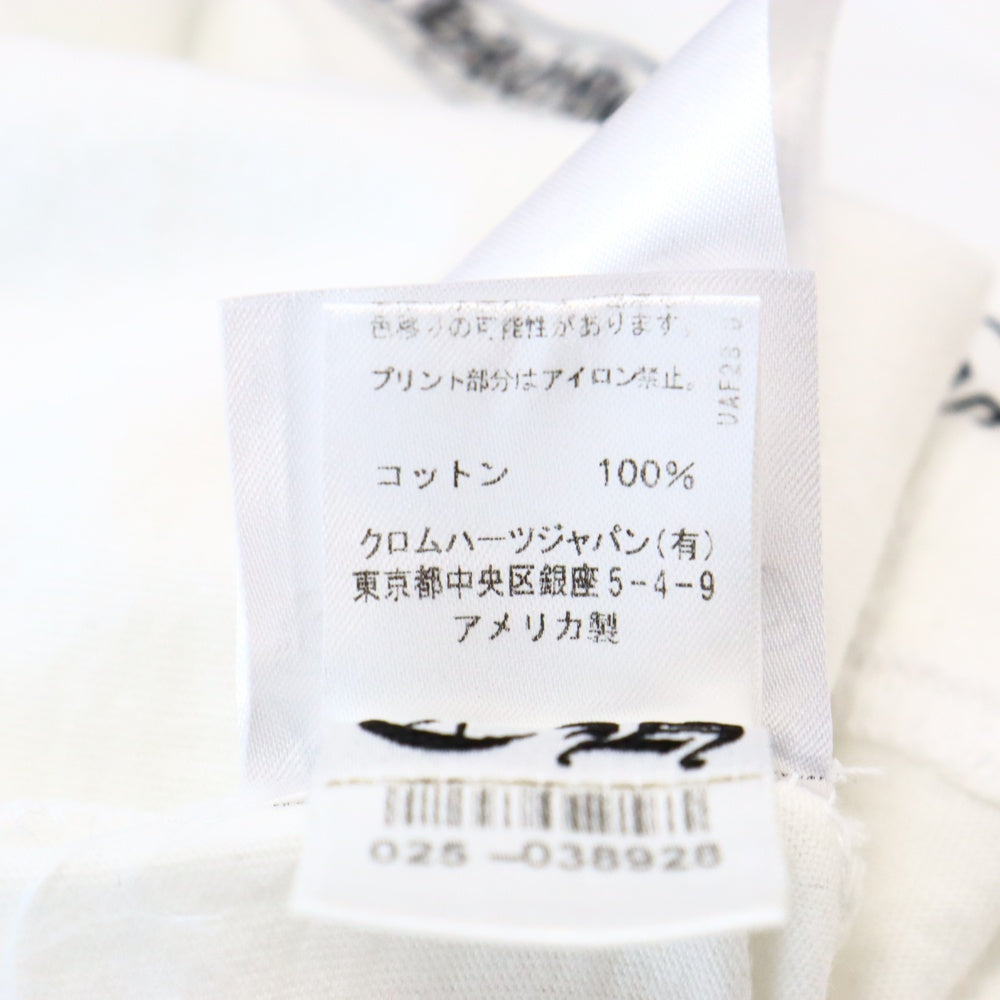 色移りの可能性があります。
プリント部分はアイロン禁止。
コットン 100%
クロムハーツジャパン(有)
東京都中央区銀座5-4-9
アメリカ製
025-038928